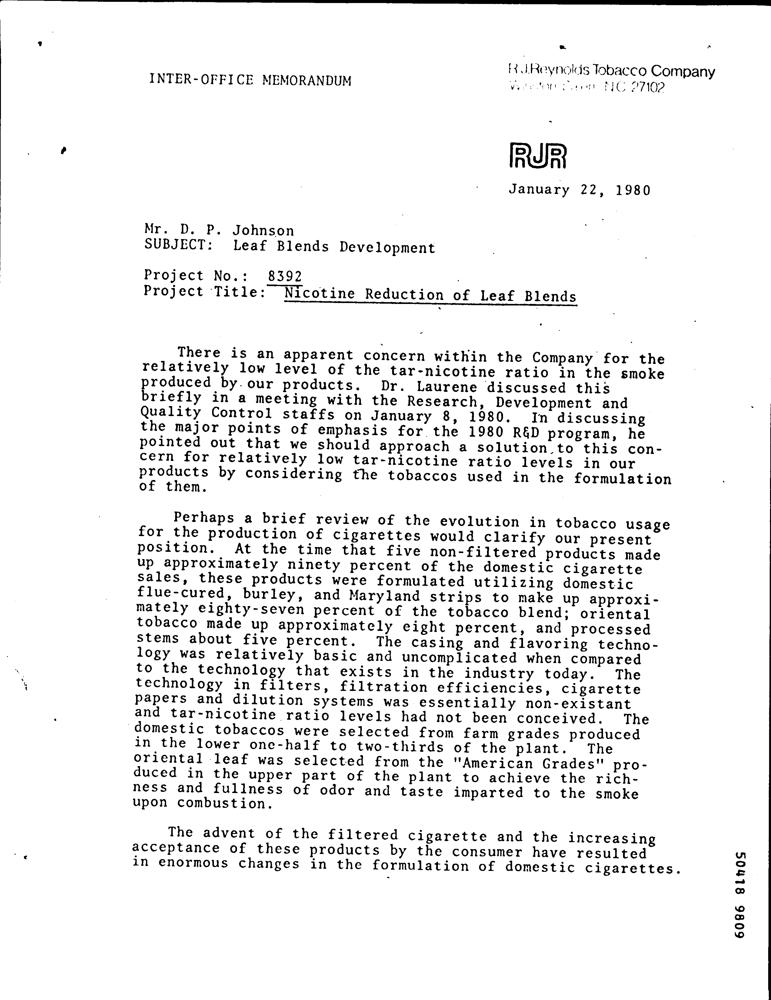 R.J.Reynolds Tobacco Company
INTER-OFFICE MEMORANDUM
NC 27102
RJR
January 22, 1980
Mr. D. P. Johnson
SUBJECT: Leaf Blends Development
Project No.: 8392
Project Title: Nicotine Reduction of Leaf Blends
There is an apparent concern within the Company for the
relatively low level of the tar-nicotine ratio in the smoke
produced by our products. Dr. Laurene discussed this
briefly in a meeting with the Research, Development and
Quality Control staffs on January 8, 1980. In discussing
the major points of emphasis for the 1980 R&D program, he
pointed out that we should approach a solution to this con-
cern for relatively low tar-nicotine ratio levels in our
products by considering the tobaccos used in the formulation
of them.
Perhaps a brief review of the evolution in tobacco usage
for the production of cigarettes would clarify our present
position. At the time that five non-filtered products made
up approximately ninety percent of the domestic cigarette
sales, these products were formulated utilizing domestic
flue-cured, burley, and Maryland strips to make up approxi-
mately eighty-seven percent of the tobacco blend; oriental
tobacco made up approximately eight percent, and processed
stems about five percent. The casing and flavoring techno-
logy was relatively basic and uncomplicated when compared
to the technology that exists in the industry today. The
technology in filters, filtration efficiencies, cigarette
papers and dilution systems was essentially non-existant
and tar-nicotine ratio levels had not been conceived. The
domestic tobaccos were selected from farm grades produced
in the lower one-half to two-thirds of the plant. The
oriental leaf was selected from the "American Grades" pro-
duced in the upper part of the plant to achieve the rich-
ness and fullness of odor and taste imparted to the smoke
upon combustion.
The advent of the filtered cigarette and the increasing
acceptance of these products by the consumer have resulted
in enormous changes in the formulation of domestic cigarettes.
50418 9809